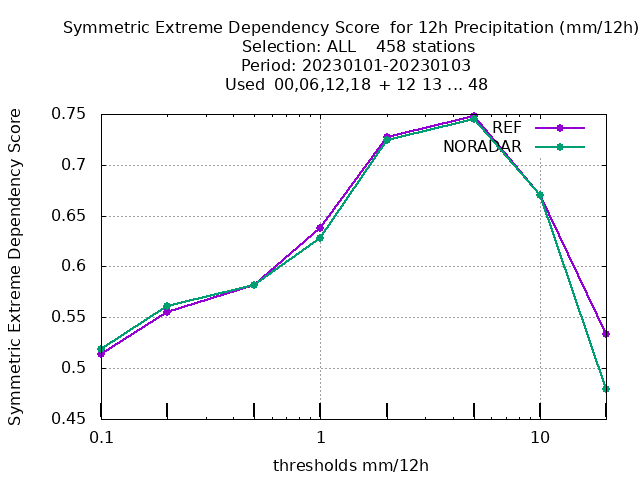 Symmetric Extreme Dependency Score  for 12h Precipitation (mm/12h)
Selection: ALL    458 stations
Period: 20230101-20230103
Used  00,06,12,18  + 12 13 ... 48
Symmetric Extreme Dependency Score
0.75
0.7
0.65
0.6
0.55
0.5
0.45
REF
NORADAR
0.1
1
10
thresholds mm/12h